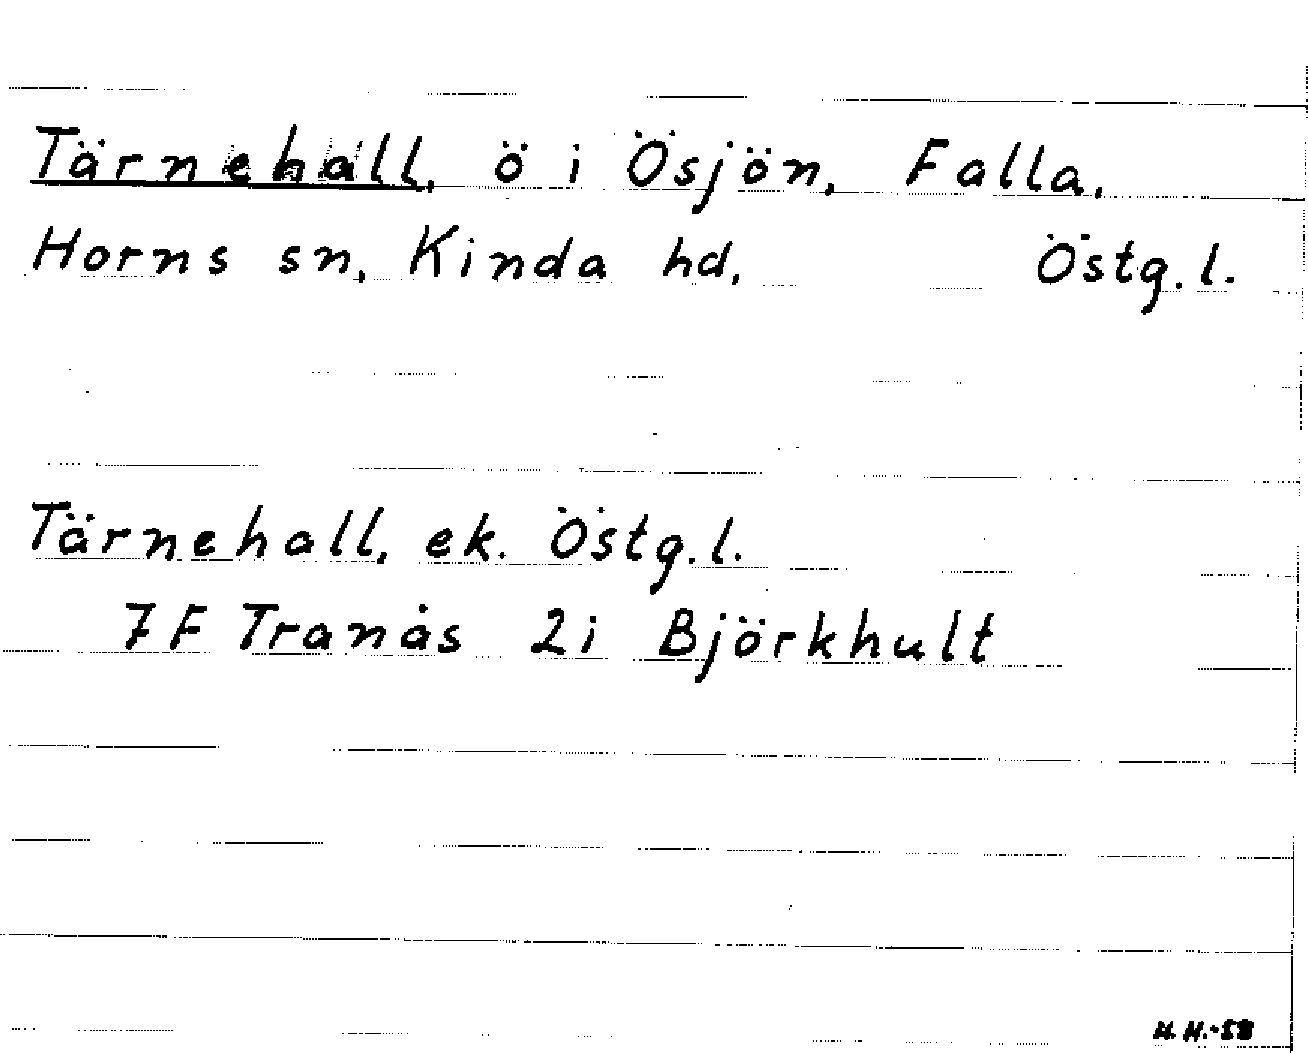 Tärnehall, ö i Ösjön, Falla,
Horns sn, Kinda hd, Östg.l.
Tärnehall, ek. Östg.l.
7F Tranås 2i Björkhult
H.H.-58